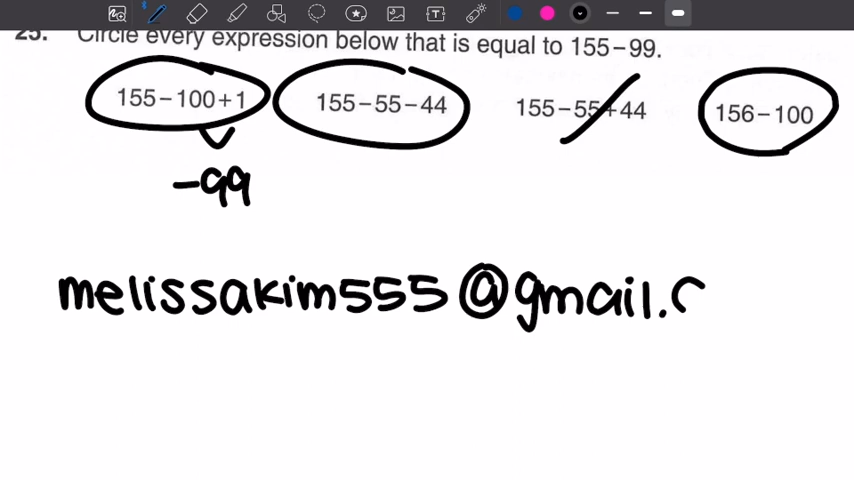 25. Circle every expression below that is equal to 155-99.
155-100+1 155-55-44 155-55+44 156-100
-99
melissakim555@gmail.c